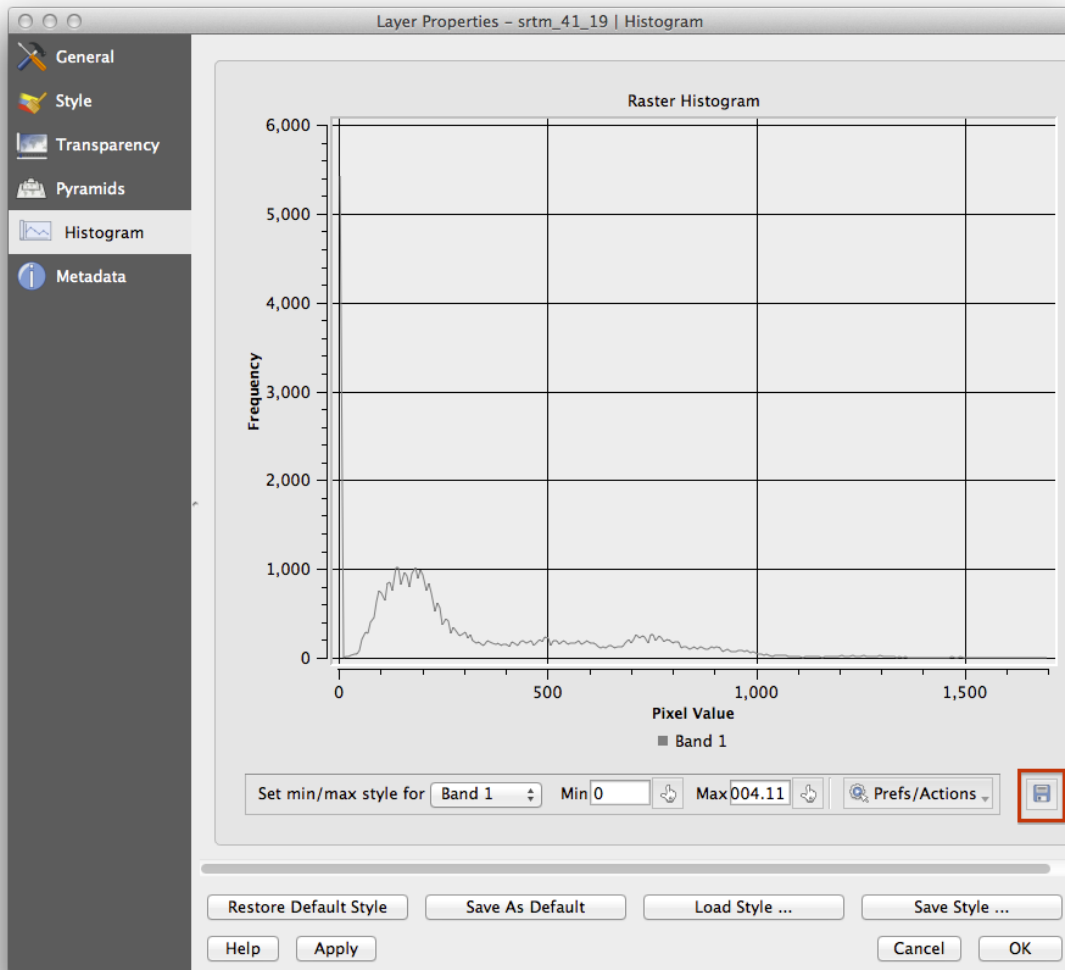 Layer Properties – srtm_41_19 | Histogram
General
Style
Transparency
Pyramids
Histogram
Metadata
Raster Histogram
6,000
5,000
4,000
3,000
2,000
1,000
0
Frequency
0 500 1,000 1,500
Pixel Value
Band 1
Set min/max style for Band 1 Min 0 Max 004.11 Prefs/Actions
Restore Default Style Save As Default Load Style ... Save Style ...
Help Apply Cancel OK